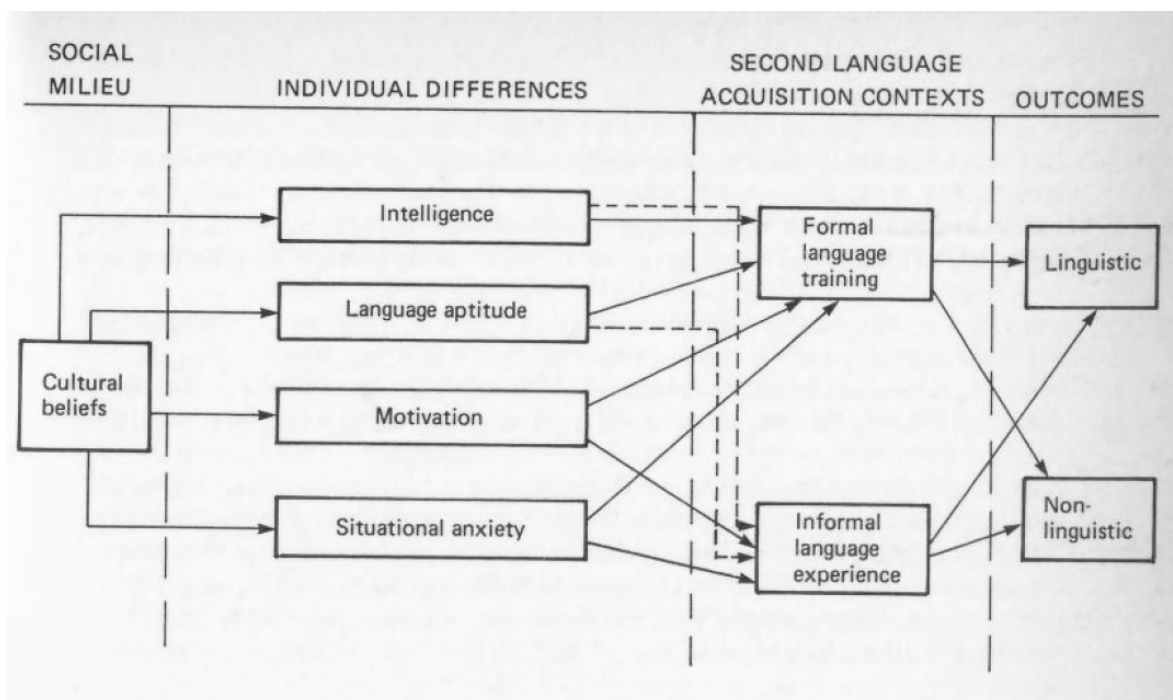 SOCIAL
MILIEU
INDIVIDUAL DIFFERENCES
SECOND LANGUAGE
ACQUISITION CONTEXTS
OUTCOMES
Intelligence
Language aptitude
Cultural
beliefs
Motivation
Situational anxiety
Formal
language
training
Informal
language
experience
Linguistic
Non-
linguistic